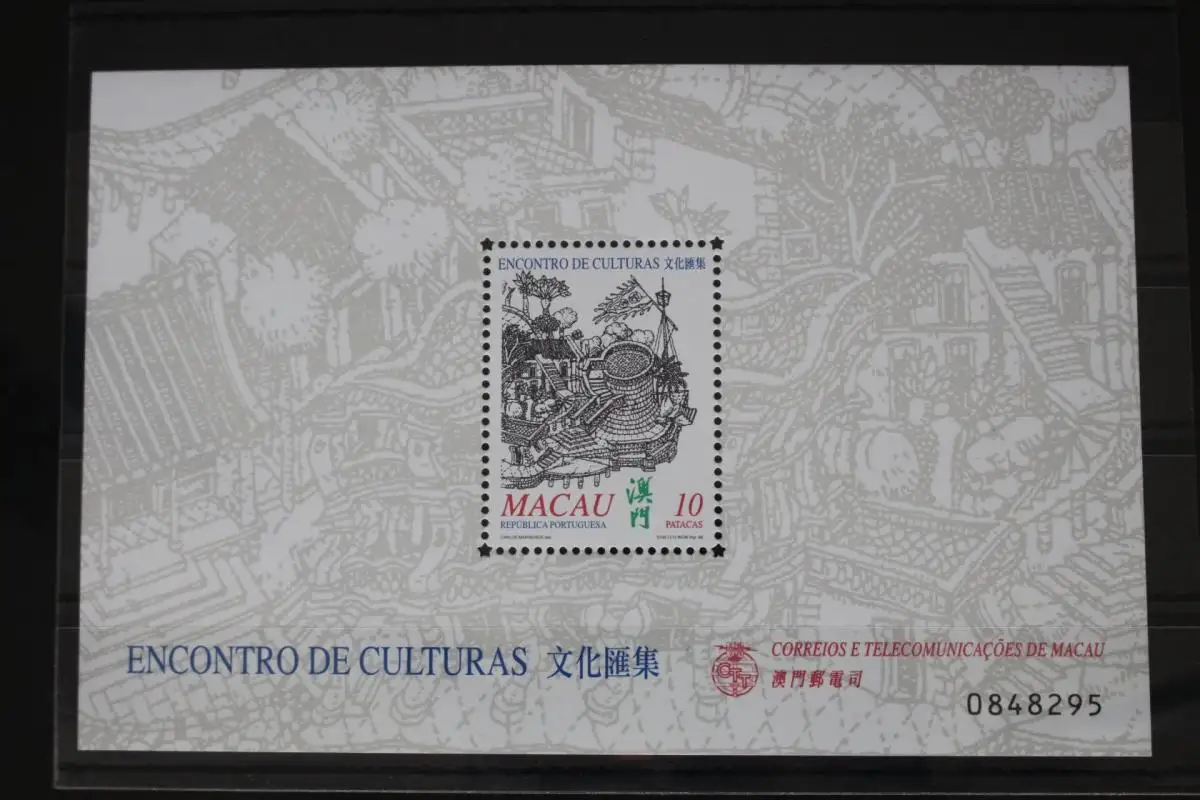 ENCONTRO DE CULTURAS 文化匯集
MACAU 澳門 10
REPÚBLICA PORTUGUESA PATACAS
ENCONTRO DE CULTURAS 文化匯集
CTT
CORREIOS E TELECOMUNICAÇÕES DE MACAU
澳門郵電司
0848295